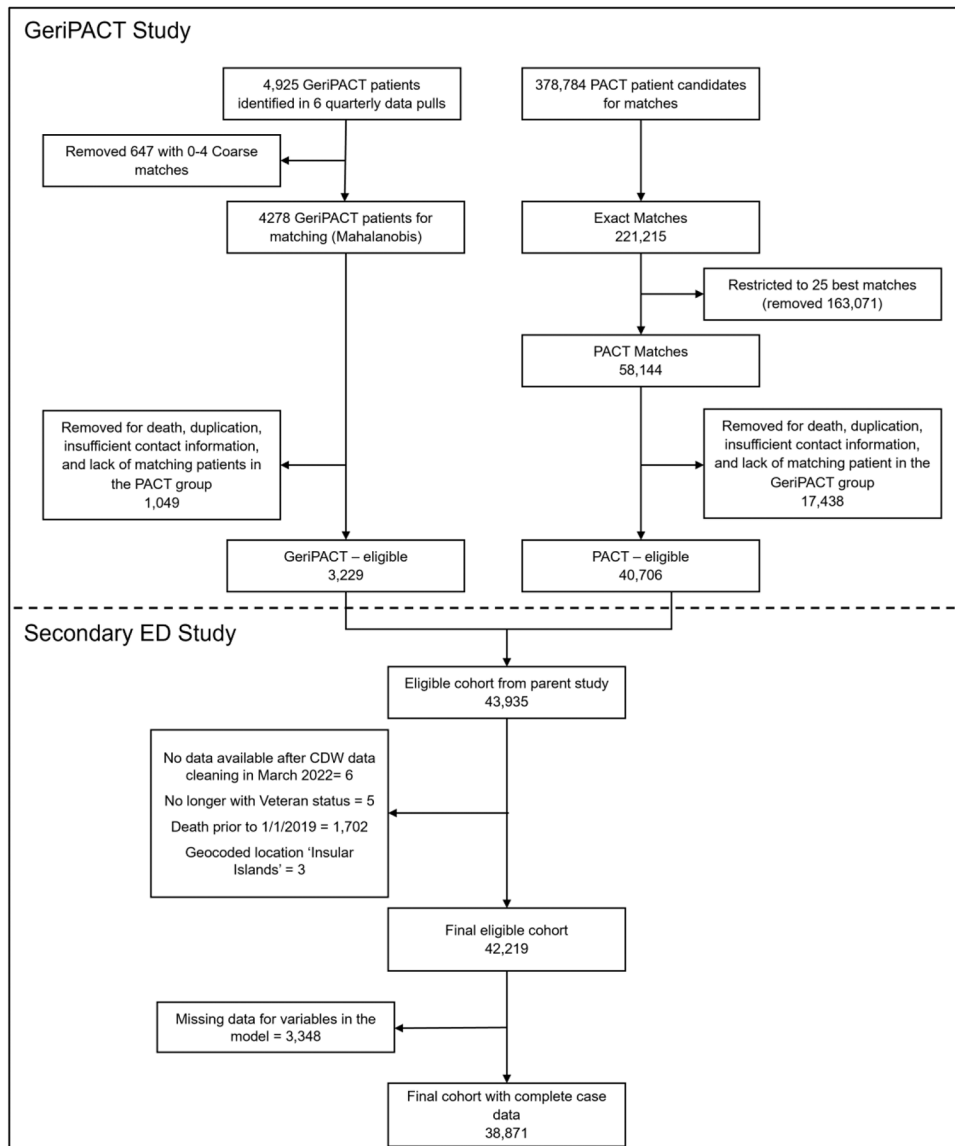 GeriPACT Study
4,925 GeriPACT patients
identified in 6 quarterly data pulls
378,784 PACT patient candidates
for matches
Removed 647 with 0-4 Coarse
matches
4278 GeriPACT patients for
matching (Mahalanobis)
Exact Matches
221,215
Restricted to 25 best matches
(removed 163,071)
PACT Matches
58,144
Removed for death, duplication,
insufficient contact information,
and lack of matching patients in
the PACT group
1,049
Removed for death, duplication,
insufficient contact information,
and lack of matching patient in the
GeriPACT group
17,438
GeriPACT – eligible
3,229
PACT – eligible
40,706
Secondary ED Study
Eligible cohort from parent study
43,935
No data available after CDW data
cleaning in March 2022= 6
No longer with Veteran status = 5
Death prior to 1/1/2019 = 1,702
Geocoded location ‘Insular
Islands’ = 3
Final eligible cohort
42,219
Missing data for variables in the
model = 3,348
Final cohort with complete case
data
38,871